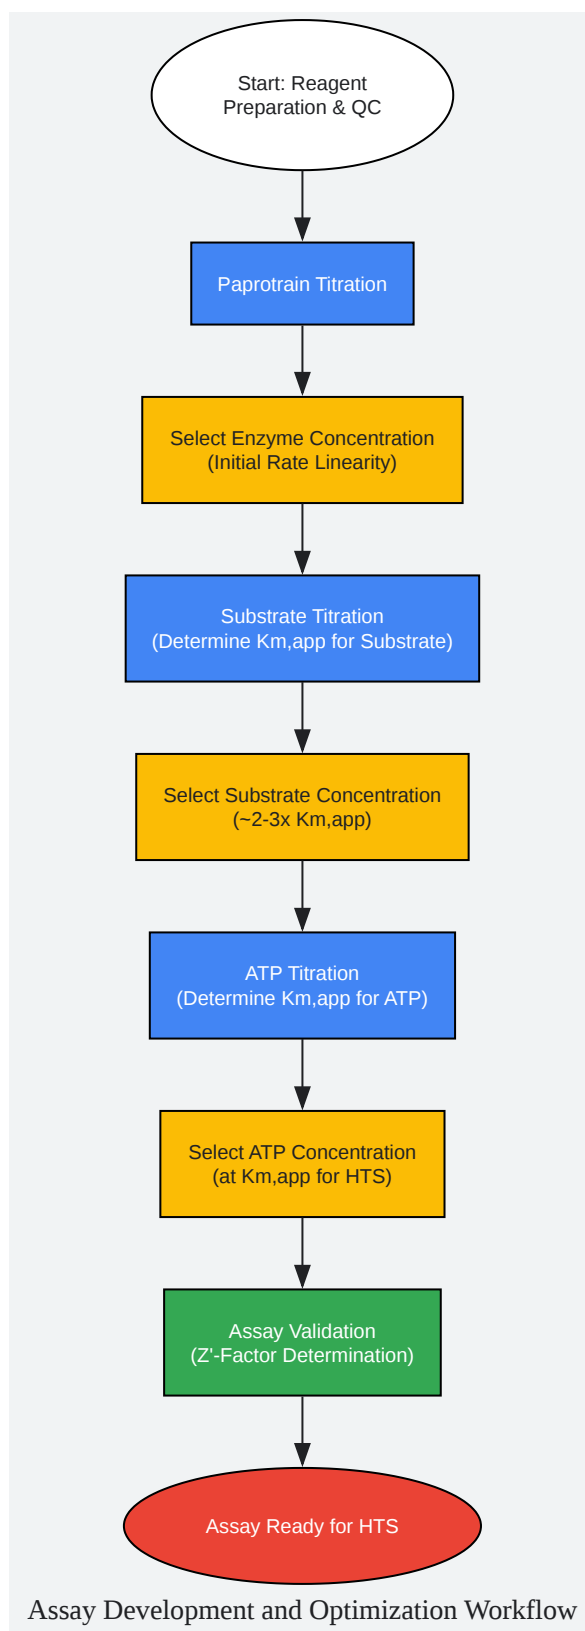 Start: Reagent
Preparation & QC
Paprotrain Titration
Select Enzyme Concentration
(Initial Rate Linearity)
Substrate Titration
(Determine Km,app for Substrate)
Select Substrate Concentration
(~2-3x Km,app)
ATP Titration
(Determine Km,app for ATP)
Select ATP Concentration
(at Km,app for HTS)
Assay Validation
(Z'-Factor Determination)
Assay Ready for HTS
Assay Development and Optimization Workflow